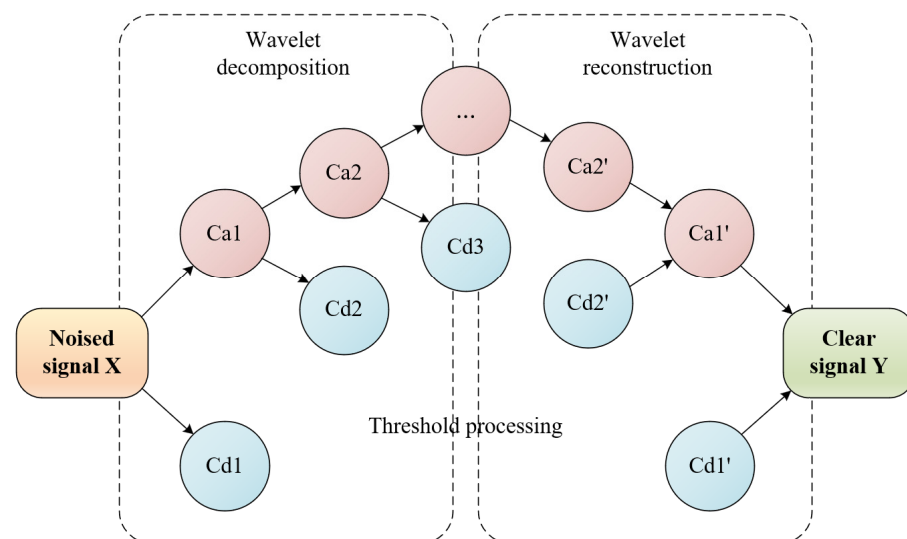 Wavelet
decomposition
Wavelet
reconstruction
...
Ca2
Ca2'
Ca1
Cd3
Ca1'
Cd2
Cd2'
Noised
signal X
Clear
signal Y
Threshold processing
Cd1
Cd1'